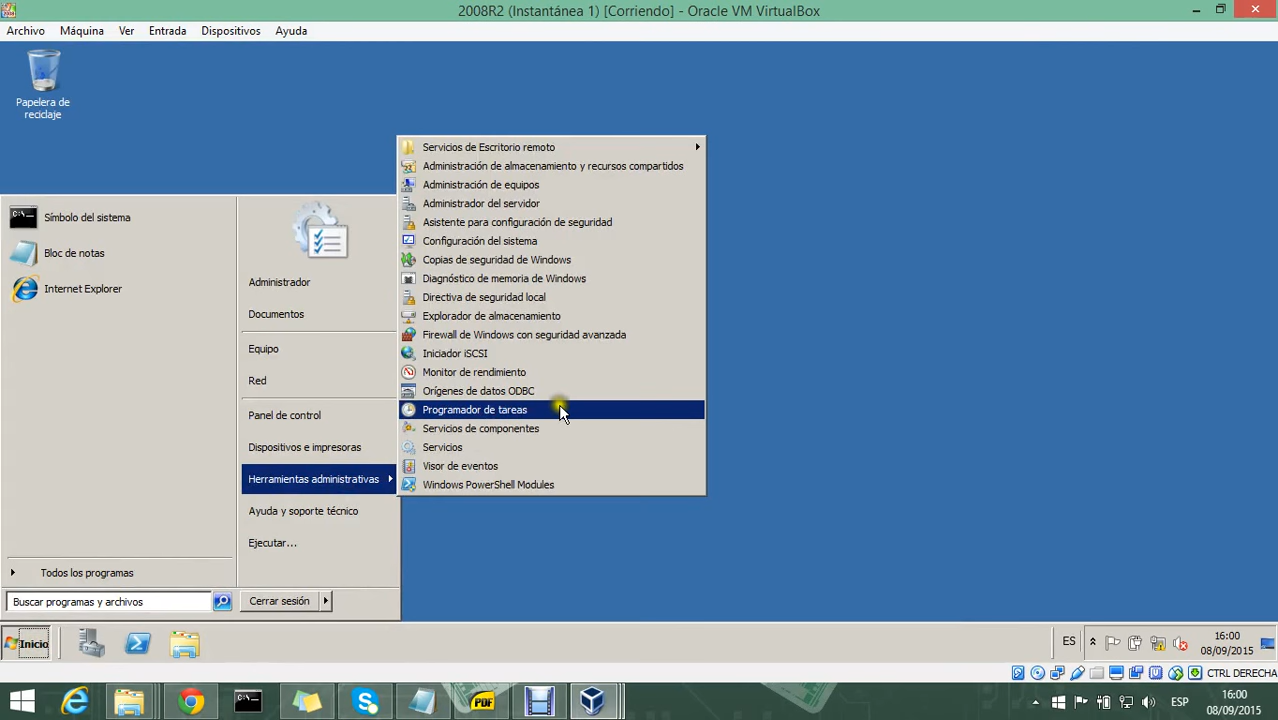 2008R2 (Instantánea 1) [Corriendo] - Oracle VM VirtualBox
Archivo Máquina Ver Entrada Dispositivos Ayuda
Papelera de
reciclaje
Servicios de Escritorio remoto
Administración de almacenamiento y recursos compartidos
Administración de equipos
Administrador del servidor
Asistente para configuración de seguridad
Configuración del sistema
Copias de seguridad de Windows
Diagnóstico de memoria de Windows
Directiva de seguridad local
Explorador de almacenamiento
Firewall de Windows con seguridad avanzada
Iniciador iSCSI
Monitor de rendimiento
Orígenes de datos ODBC
Programador de tareas
Servicios de componentes
Servicios
Visor de eventos
Windows PowerShell Modules
Símbolo del sistema
Bloc de notas
Internet Explorer
Todos los programas
Buscar programas y archivos
Administrador
Documentos
Equipo
Red
Panel de control
Dispositivos e impresoras
Herramientas administrativas
Ayuda y soporte técnico
Ejecutar...
Cerrar sesión
Inicio
ES
16:00
08/09/2015
CTRL DERECHA
PDF
ESP
16:00
08/09/2015